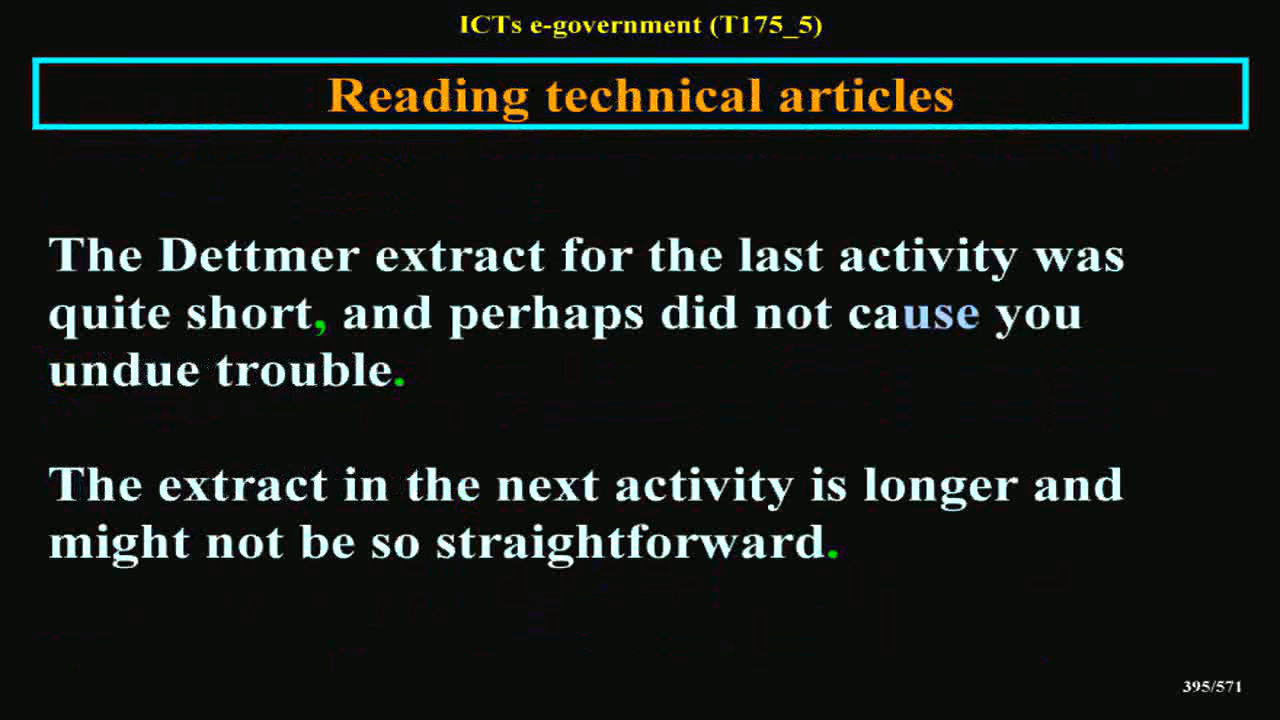 ICTs e-government (T175_5)
Reading technical articles
The Dettmer extract for the last activity was
quite short, and perhaps did not cause you
undue trouble.
The extract in the next activity is longer and
might not be so straightforward.
395/571